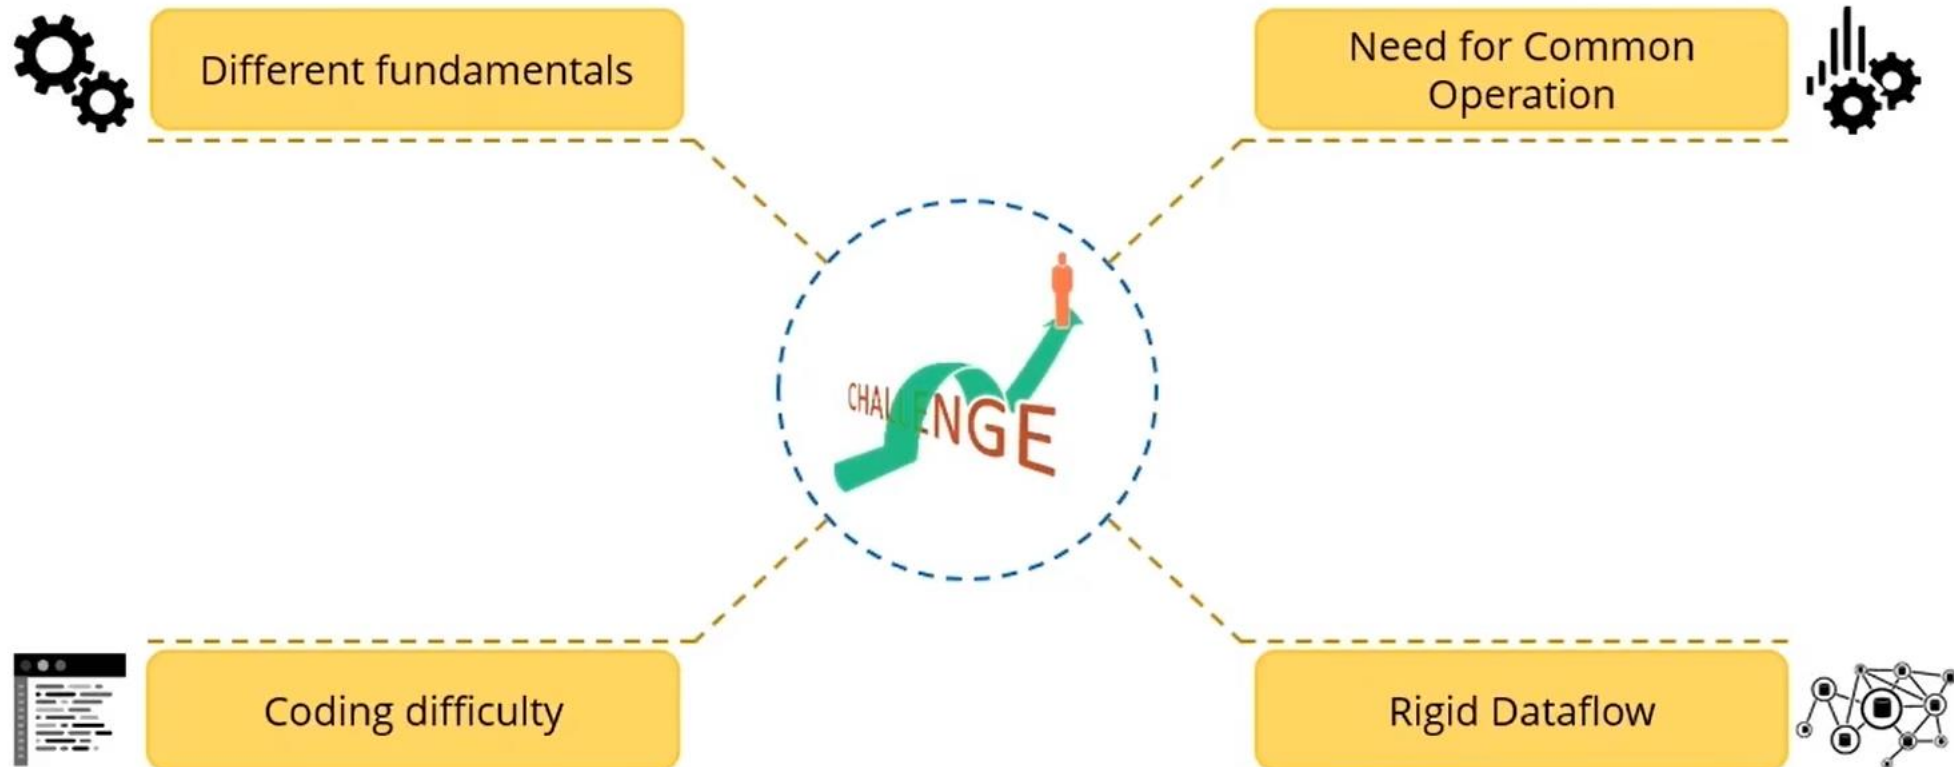 Different fundamentals
Need for Common
Operation
CHALLENGE
Coding difficulty
Rigid Dataflow